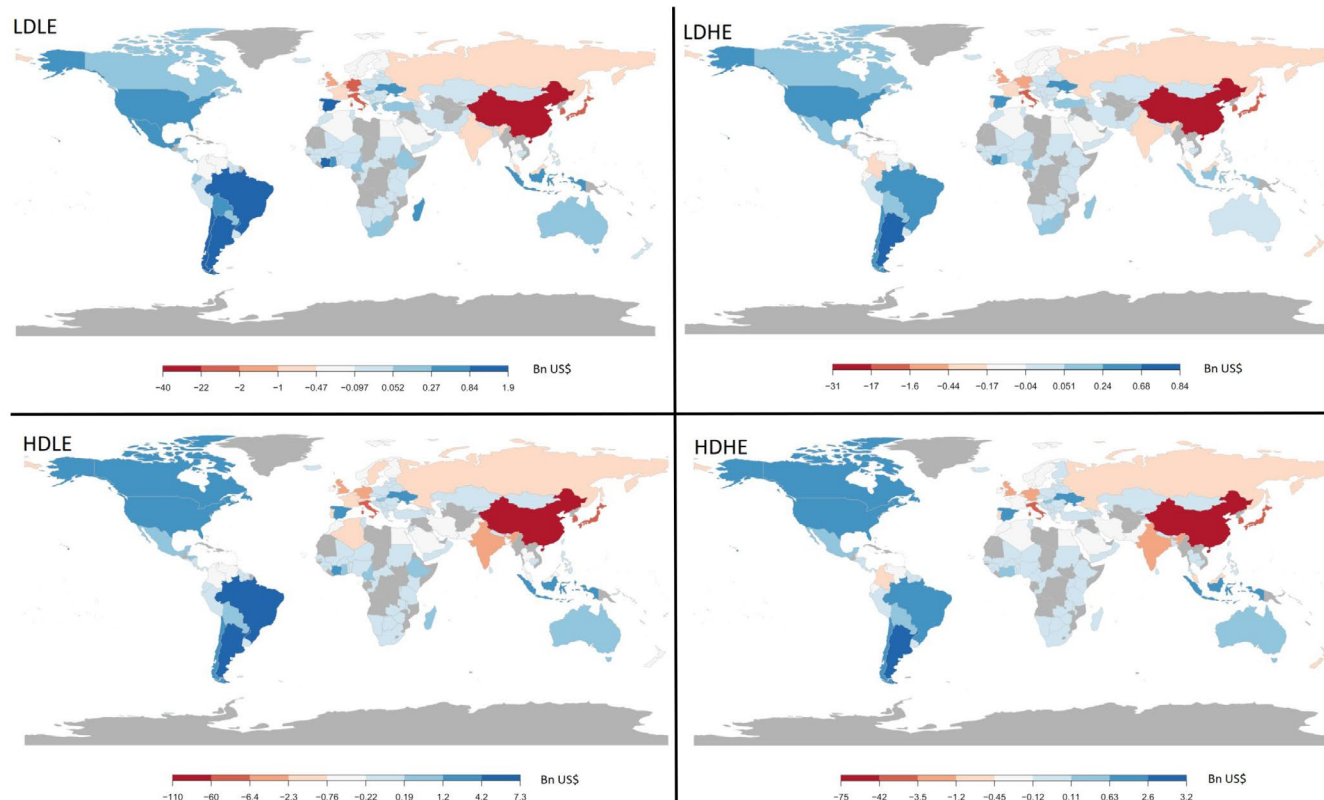 LDLE
LDHE
Bn US$
−40 −22 −2 −1 −0.47 −0.097 0.052 0.27 0.84 1.9
Bn US$
−31 −17 −1.6 −0.44 −0.17 −0.04 0.051 0.24 0.68 0.84
HDLE
HDHE
Bn US$
−110 −60 −6.4 −2.3 −0.76 −0.22 0.19 1.2 4.2 7.3
Bn US$
−75 −42 −3.5 −1.2 −0.45 −0.12 0.11 0.63 2.6 3.2